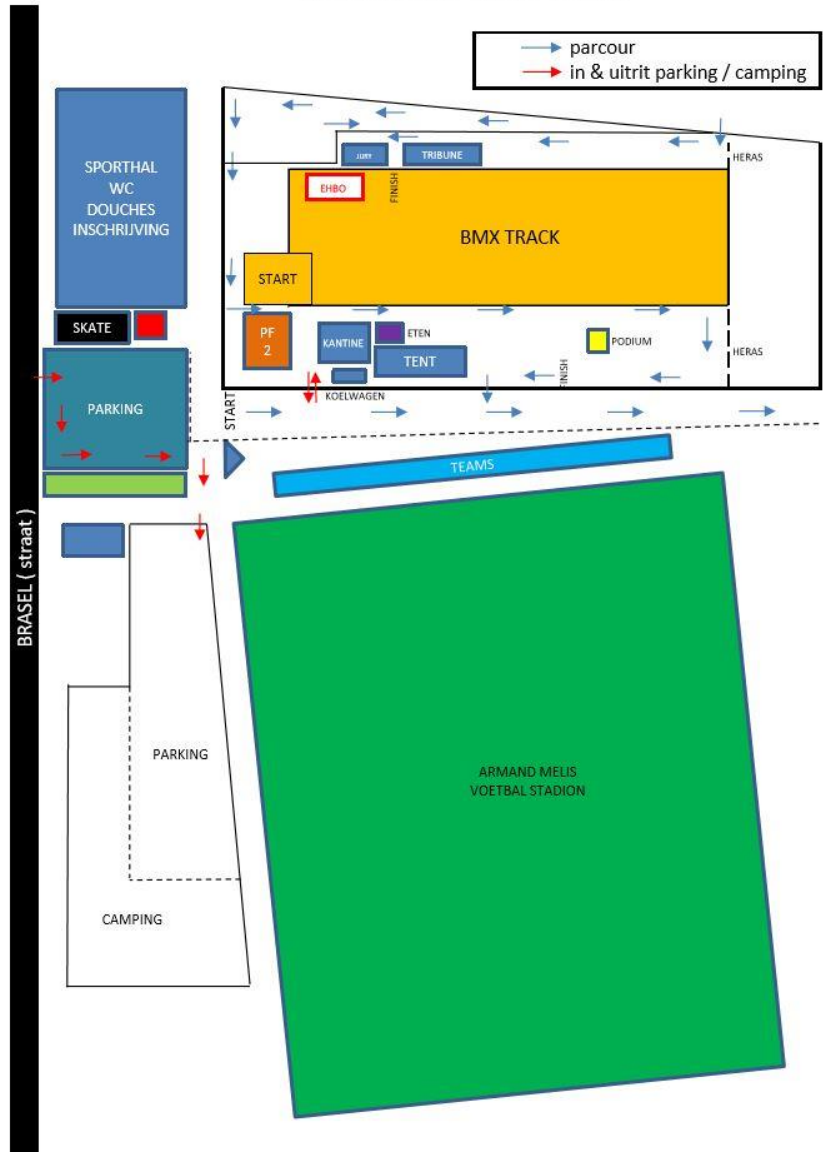 parcour
in & uitrit parking / camping
SPORTHAL
WC
DOUCHES
INSCHRIJVING
JURY
TRIBUNE
HERAS
EHBO
FINISH
BMX TRACK
START
SKATE
PF
2
KANTINE
ETEN
TENT
PODIUM
HERAS
FINISH
KOELWAGEN
START
PARKING
TEAMS
BRASEL ( straat )
PARKING
ARMAND MELIS
VOETBAL STADION
CAMPING